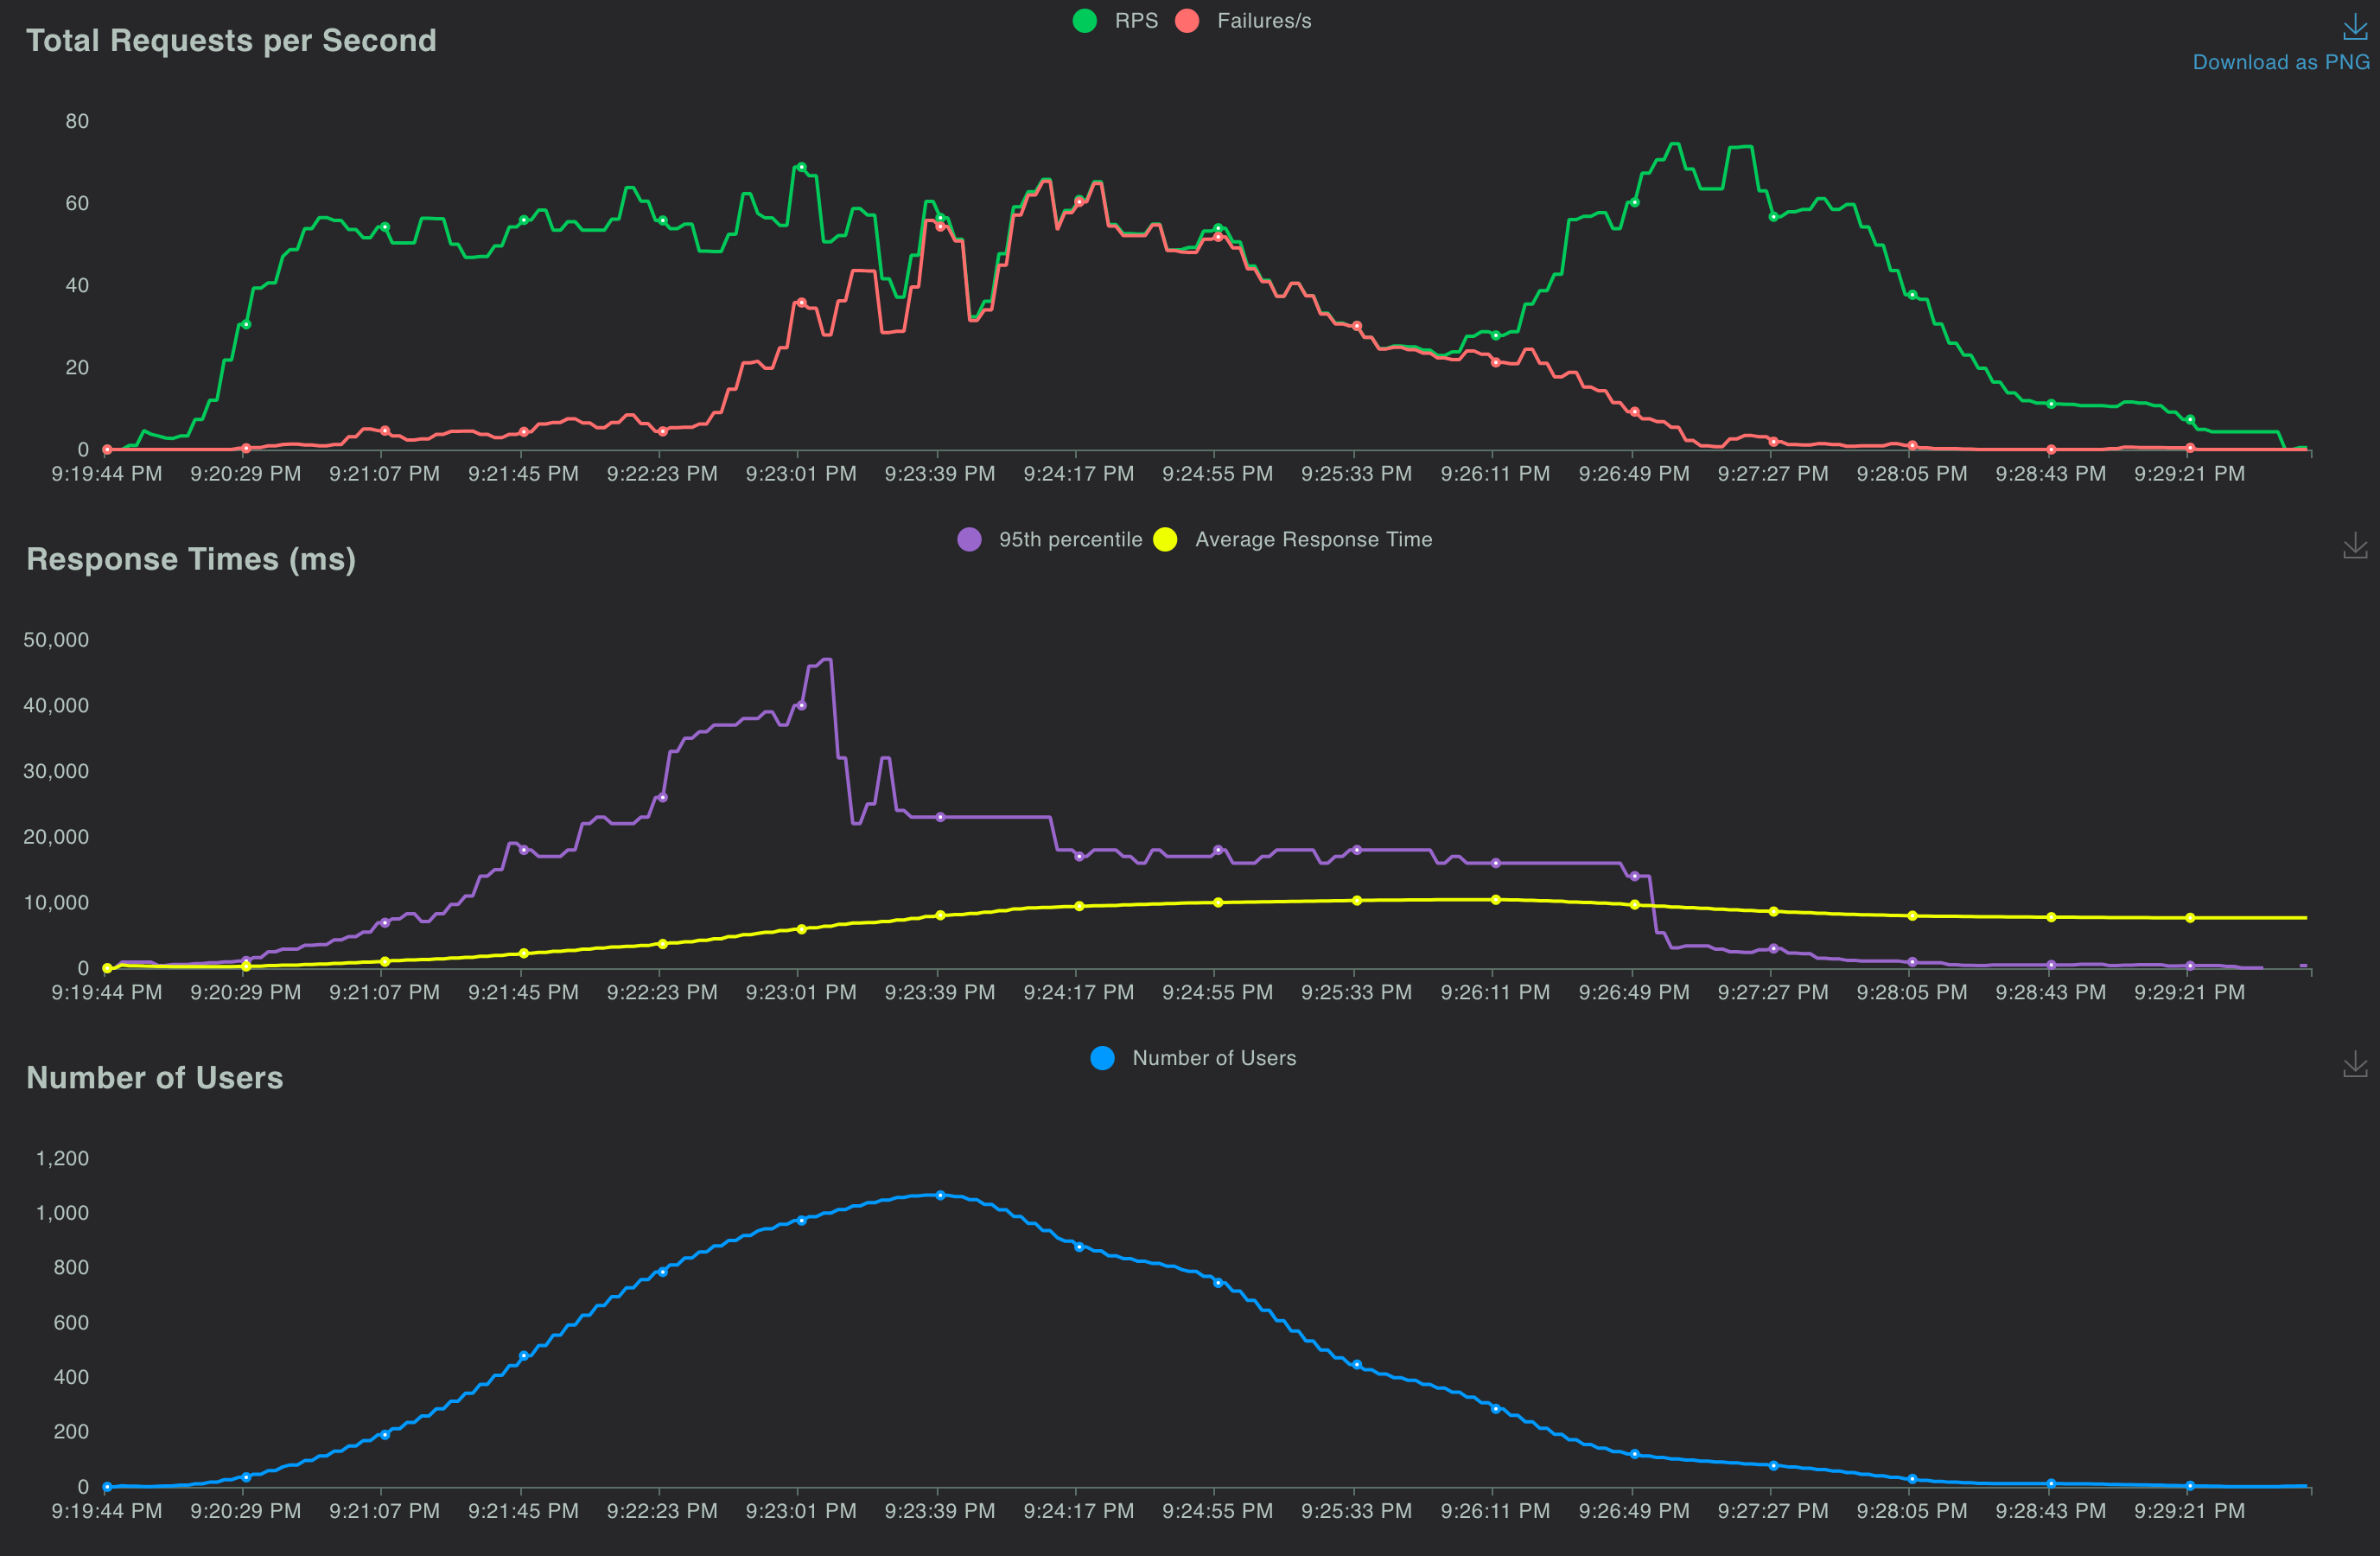 Total Requests per Second
RPS Failures/s
Download as PNG
80
60
40
20
0
9:19:44 PM 9:20:29 PM 9:21:07 PM 9:21:45 PM 9:22:23 PM 9:23:01 PM 9:23:39 PM 9:24:17 PM 9:24:55 PM 9:25:33 PM 9:26:11 PM 9:26:49 PM 9:27:27 PM 9:28:05 PM 9:28:43 PM 9:29:21 PM
Response Times (ms)
95th percentile Average Response Time
50,000
40,000
30,000
20,000
10,000
0
9:19:44 PM 9:20:29 PM 9:21:07 PM 9:21:45 PM 9:22:23 PM 9:23:01 PM 9:23:39 PM 9:24:17 PM 9:24:55 PM 9:25:33 PM 9:26:11 PM 9:26:49 PM 9:27:27 PM 9:28:05 PM 9:28:43 PM 9:29:21 PM
Number of Users
Number of Users
1,200
1,000
800
600
400
200
0
9:19:44 PM 9:20:29 PM 9:21:07 PM 9:21:45 PM 9:22:23 PM 9:23:01 PM 9:23:39 PM 9:24:17 PM 9:24:55 PM 9:25:33 PM 9:26:11 PM 9:26:49 PM 9:27:27 PM 9:28:05 PM 9:28:43 PM 9:29:21 PM